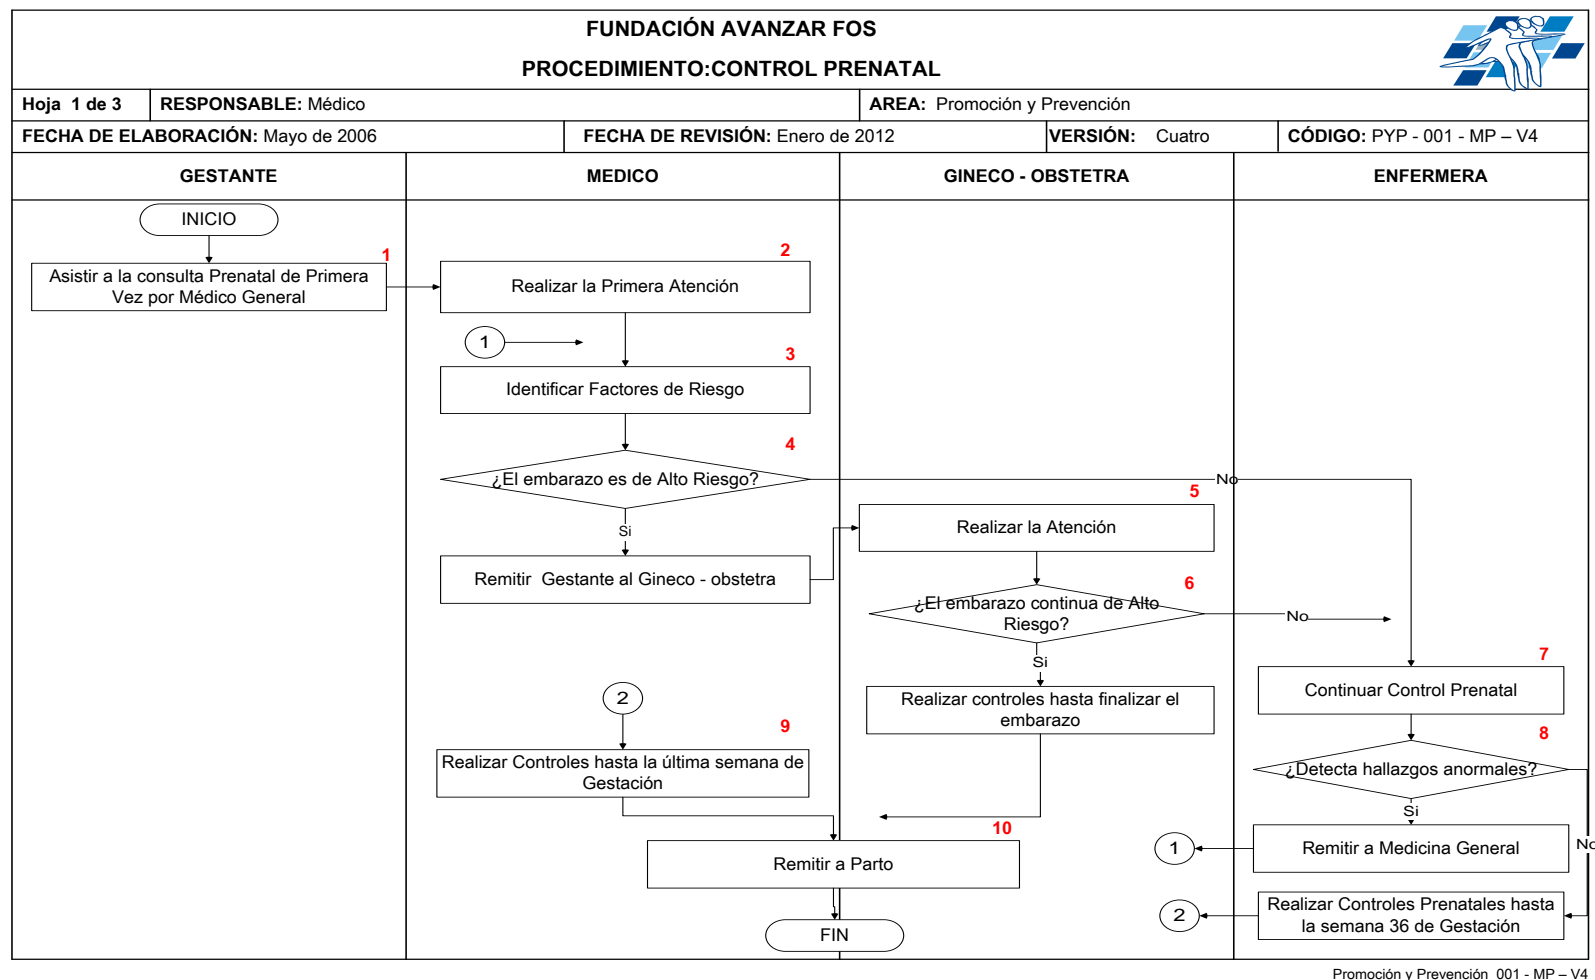 FUNDACIÓN AVANZAR FOS
PROCEDIMIENTO:CONTROL PRENATAL
Hoja 1 de 3
RESPONSABLE: Médico
AREA: Promoción y Prevención
FECHA DE ELABORACIÓN: Mayo de 2006
FECHA DE REVISIÓN: Enero de 2012
VERSIÓN: Cuatro
CÓDIGO: PYP - 001 - MP – V4
GESTANTE
MEDICO
GINECO - OBSTETRA
ENFERMERA
INICIO
1
Asistir a la consulta Prenatal de Primera
Vez por Médico General
2
Realizar la Primera Atención
1
3
Identificar Factores de Riesgo
4
¿El embarazo es de Alto Riesgo?
No
Si
Remitir Gestante al Gineco - obstetra
5
Realizar la Atención
6
¿El embarazo continua de Alto
Riesgo?
No
Si
Realizar controles hasta finalizar el
embarazo
7
Continuar Control Prenatal
8
¿Detecta hallazgos anormales?
Si
No
Remitir a Medicina General
1
Realizar Controles Prenatales hasta
la semana 36 de Gestación
2
2
9
Realizar Controles hasta la última semana de
Gestación
10
Remitir a Parto
FIN
Promoción y Prevención 001 - MP – V4